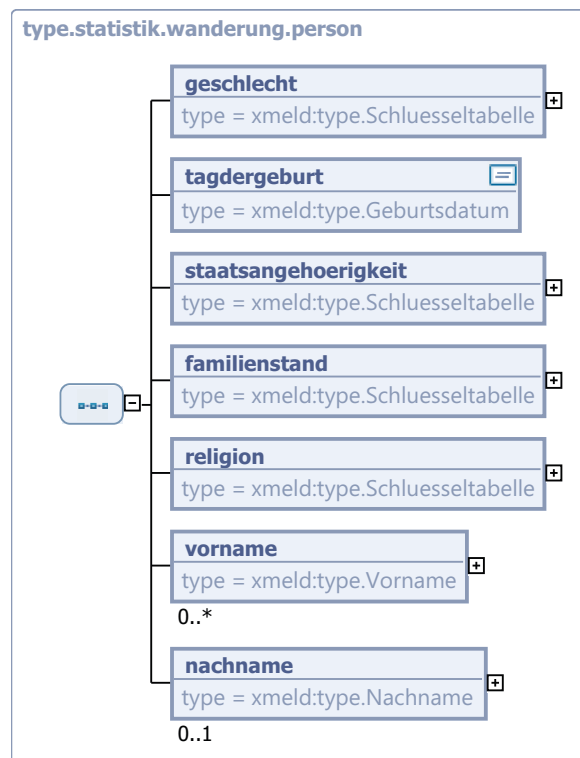 type.statistik.wanderung.person
geschlecht
type = xmeld:type.Schluesseltabelle
tagdergeburt
type = xmeld:type.Geburtsdatum
staatsangehoerigkeit
type = xmeld:type.Schluesseltabelle
familienstand
type = xmeld:type.Schluesseltabelle
religion
type = xmeld:type.Schluesseltabelle
vorname
type = xmeld:type.Vorname
0..*
nachname
type = xmeld:type.Nachname
0..1